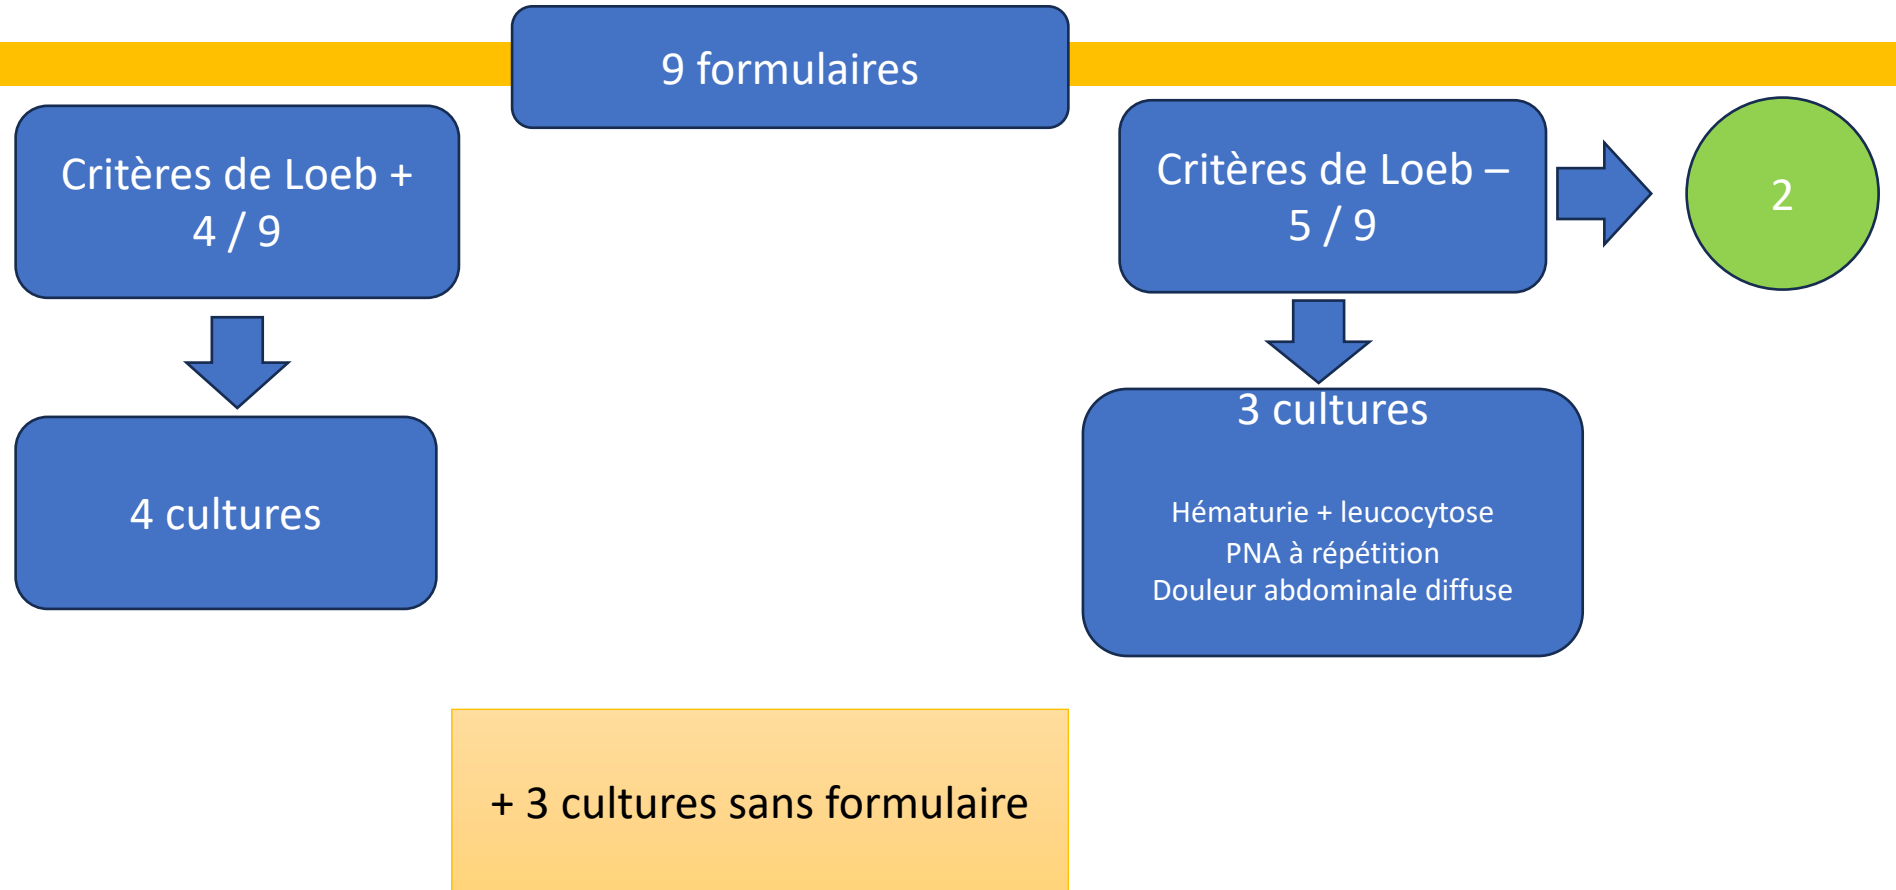 9 formulaires
Critères de Loeb +
4 / 9
Critères de Loeb –
5 / 9
2
4 cultures
3 cultures
Hématurie + leucocytose
PNA à répétition
Douleur abdominale diffuse
+ 3 cultures sans formulaire